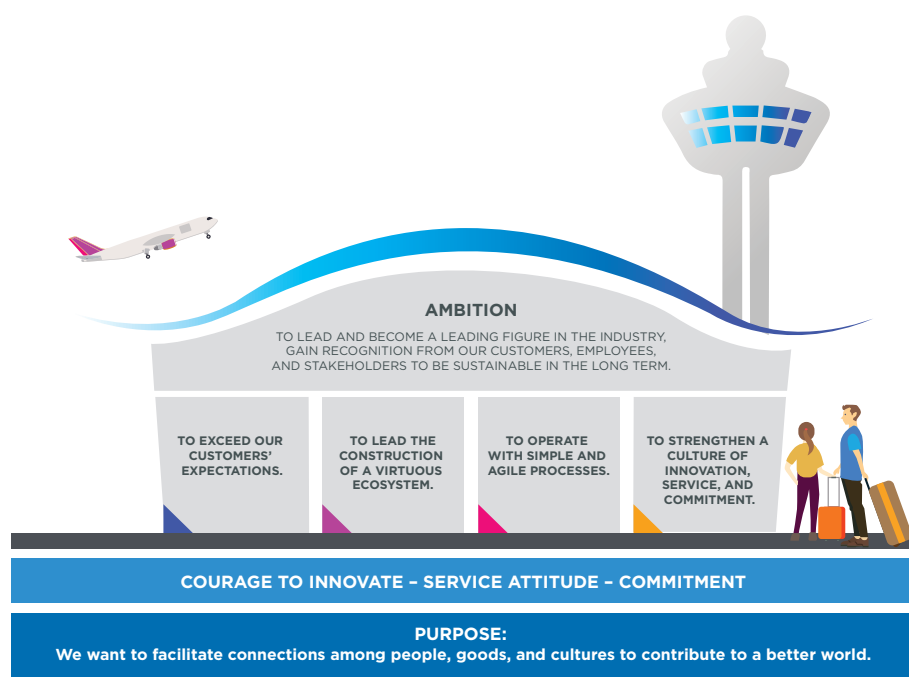 AMBITION
TO LEAD AND BECOME A LEADING FIGURE IN THE INDUSTRY,
GAIN RECOGNITION FROM OUR CUSTOMERS, EMPLOYEES,
AND STAKEHOLDERS TO BE SUSTAINABLE IN THE LONG TERM.
TO EXCEED OUR
CUSTOMERS’
EXPECTATIONS.
TO LEAD THE
CONSTRUCTION
OF A VIRTUOUS
ECOSYSTEM.
TO OPERATE
WITH SIMPLE AND
AGILE PROCESSES.
TO STRENGTHEN A
CULTURE OF
INNOVATION,
SERVICE, AND
COMMITMENT.
COURAGE TO INNOVATE – SERVICE ATTITUDE – COMMITMENT
PURPOSE:
We want to facilitate connections among people, goods, and cultures to contribute to a better world.